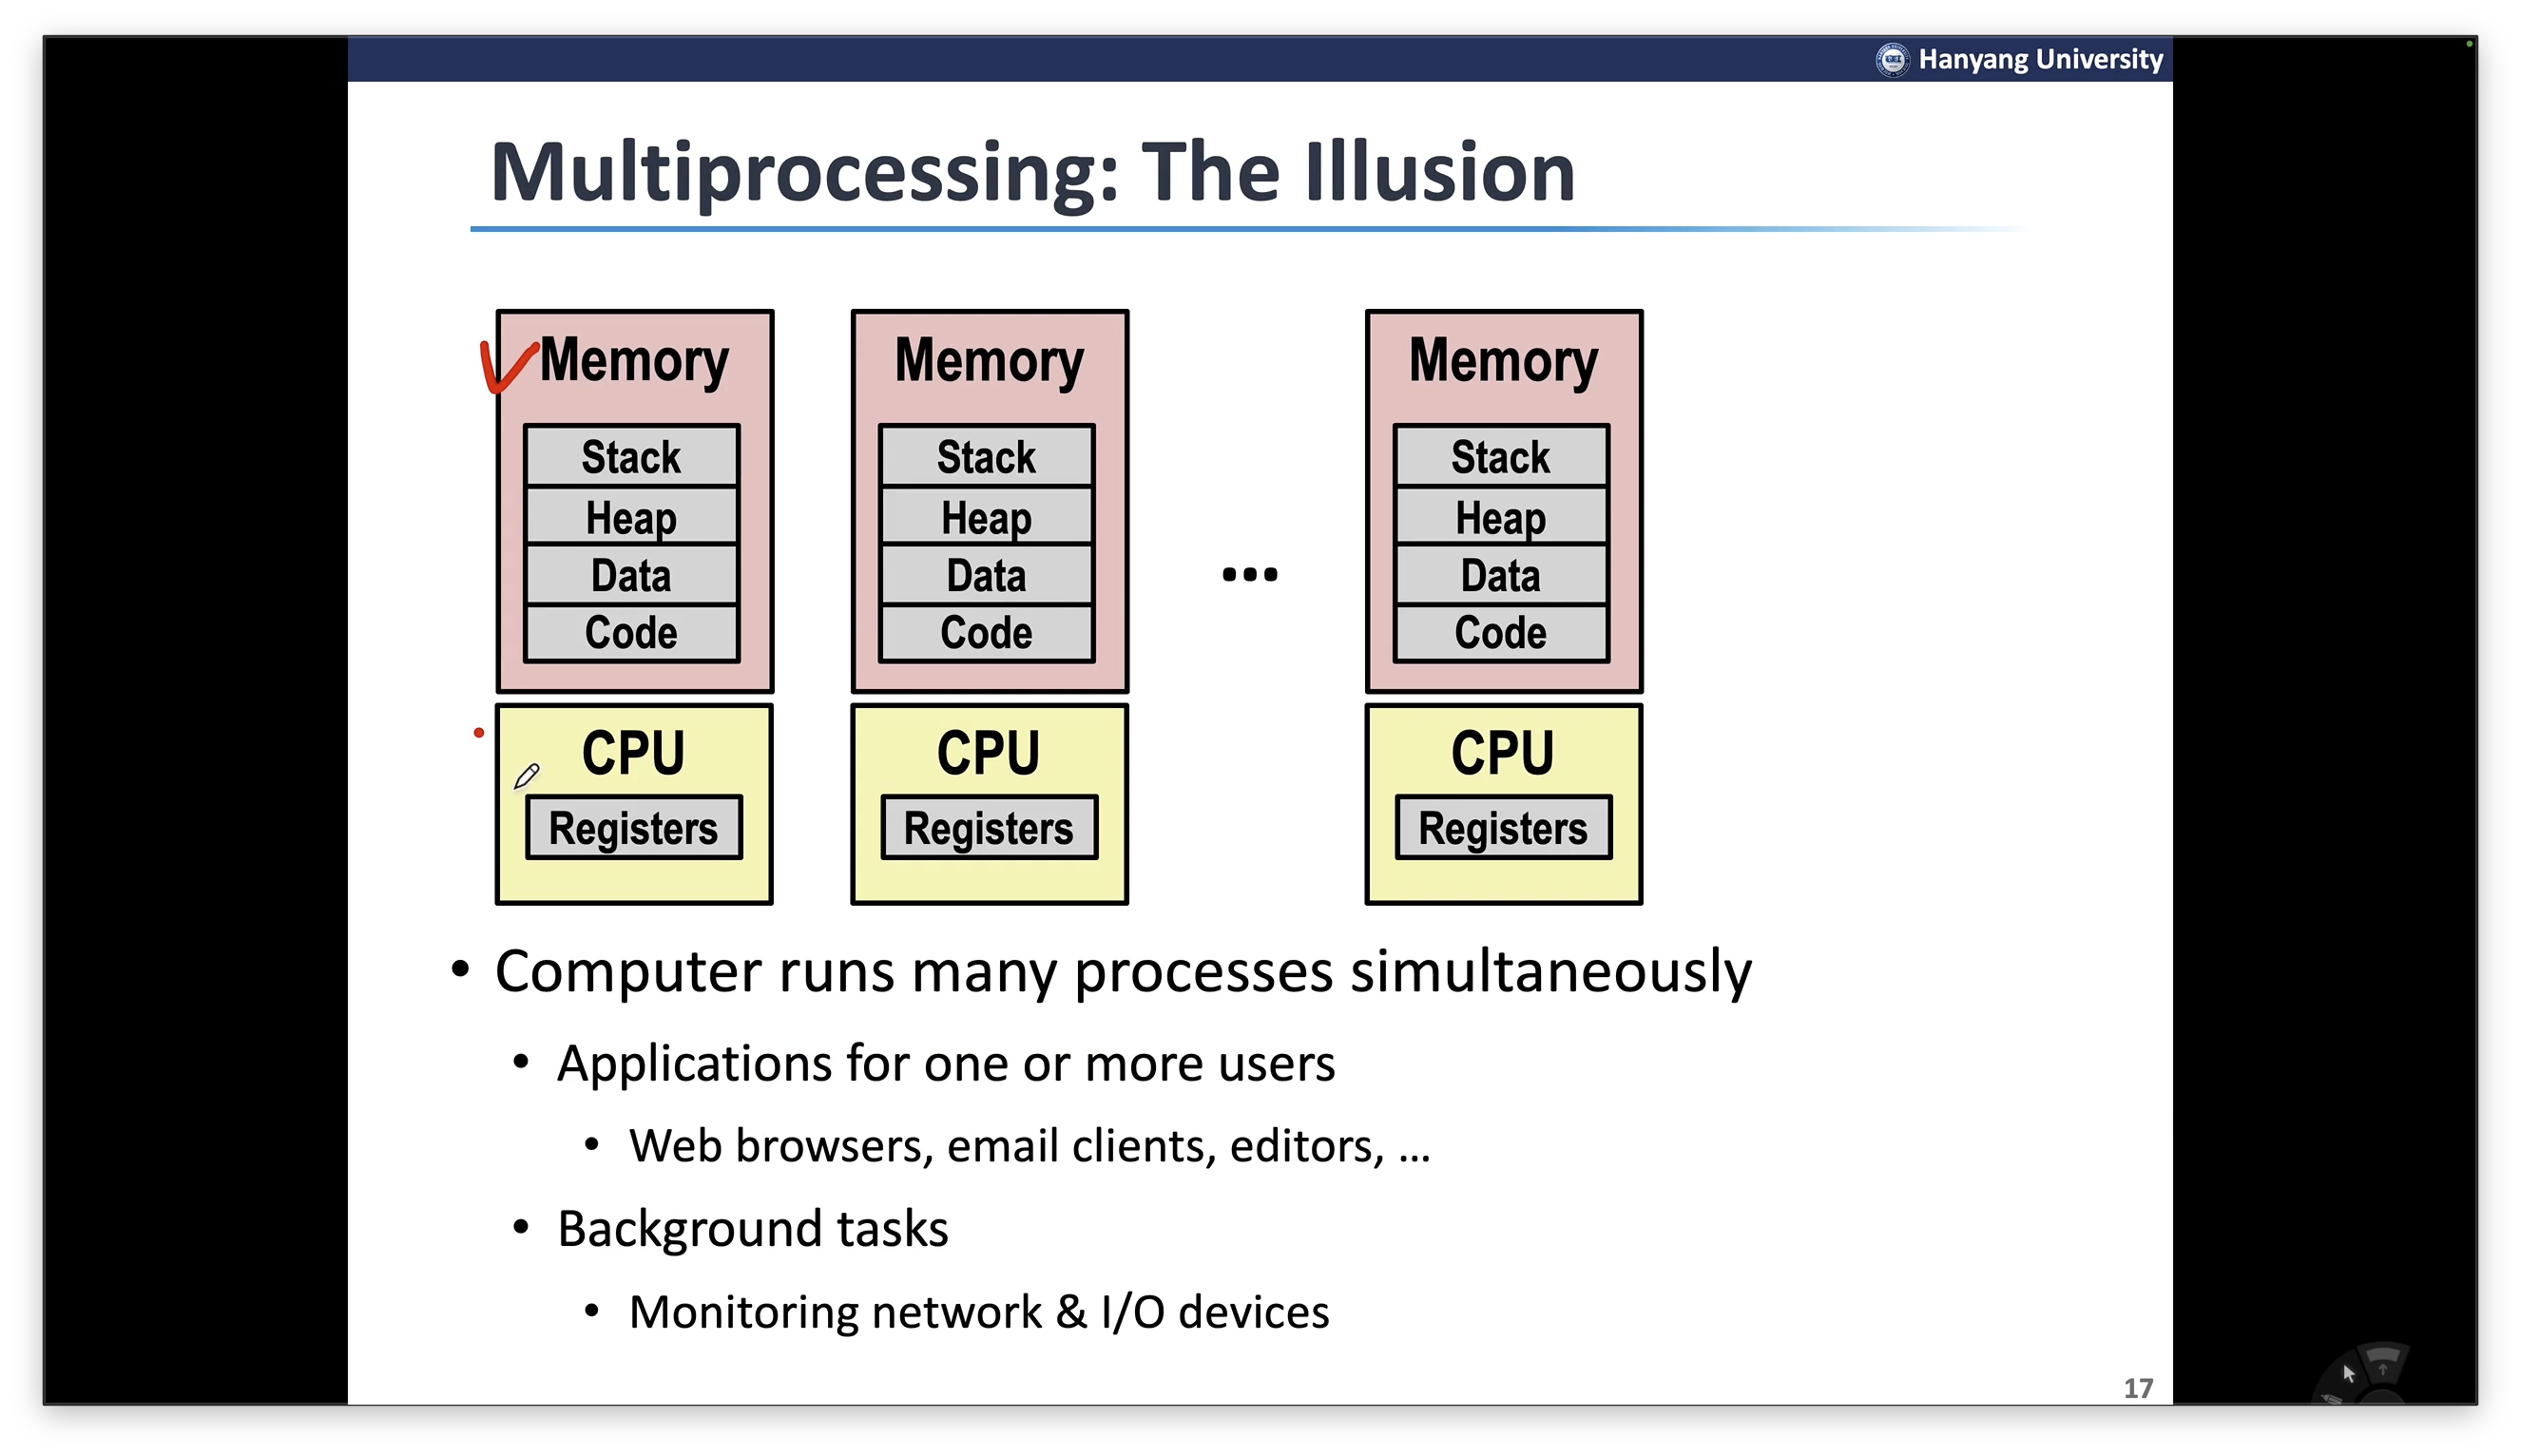 Hanyang University
Multiprocessing: The Illusion
Memory
Stack
Heap
Data
Code
CPU
Registers
Memory
Stack
Heap
Data
Code
CPU
Registers
...
Memory
Stack
Heap
Data
Code
CPU
Registers
• Computer runs many processes simultaneously
• Applications for one or more users
• Web browsers, email clients, editors, …
• Background tasks
• Monitoring network & I/O devices
17